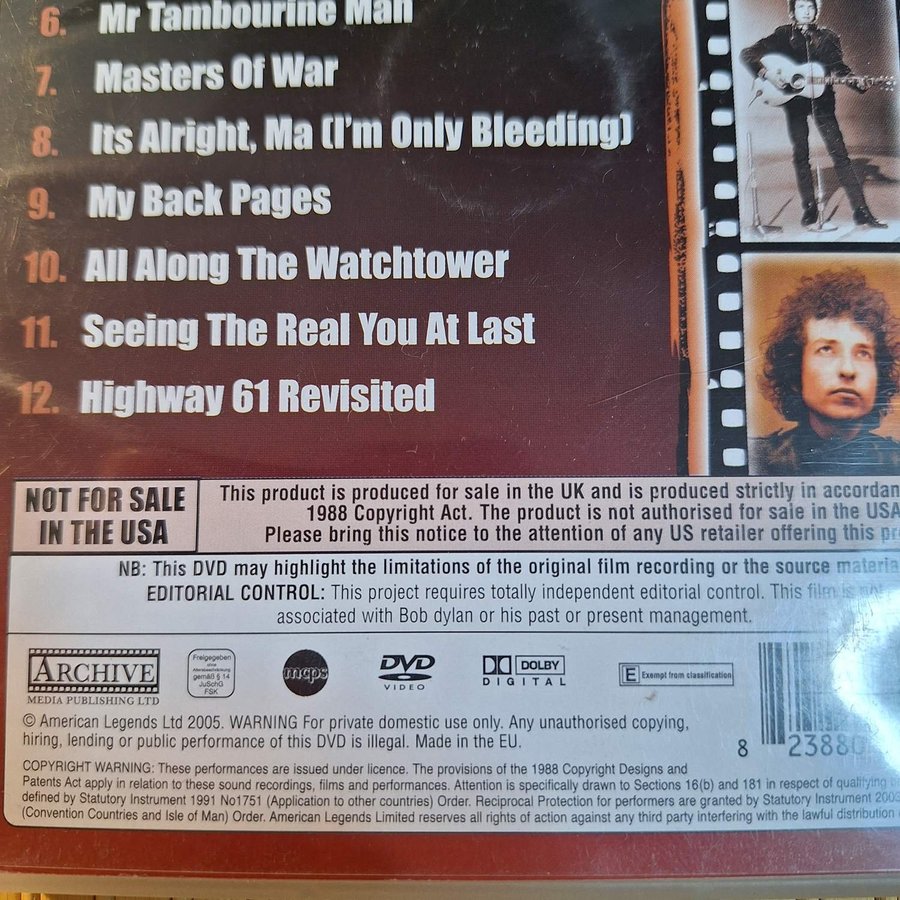 6. Mr Tambourine Man
7. Masters Of War
8. Its Alright, Ma (I'm Only Bleeding)
9. My Back Pages
10. All Along The Watchtower
11. Seeing The Real You At Last
12. Highway 61 Revisited
NOT FOR SALE
IN THE USA
This product is produced for sale in the UK and is produced strictly in accordan
1988 Copyright Act. The product is not authorised for sale in the USA
Please bring this notice to the attention of any US retailer offering this pr
NB: This DVD may highlight the limitations of the original film recording or the source materia
EDITORIAL CONTROL: This project requires totally independent editorial control. This film is not
associated with Bob dylan or his past or present management.
ARCHIVE
MEDIA PUBLISHING LTD
Freigegeben
ohne
Altersbeschränkung
gemäß § 14
JuSchG
FSK
mcps
DVD
VIDEO
DOLBY
DIGITAL
E Exempt from classification
8 2388
© American Legends Ltd 2005. WARNING For private domestic use only. Any unauthorised copying,
hiring, lending or public performance of this DVD is illegal. Made in the EU.
COPYRIGHT WARNING: These performances are issued under licence. The provisions of the 1988 Copyright Designs and
Patents Act apply in relation to these sound recordings, films and performances. Attention is specifically drawn to Sections 16(b) and 181 in respect of qualifying
defined by Statutory Instrument 1991 No1751 (Application to other countries) Order. Reciprocal Protection for performers are granted by Statutory Instrument 2003
(Convention Countries and Isle of Man) Order. American Legends Limited reserves all rights of action against any third party interfering with the lawful distribution